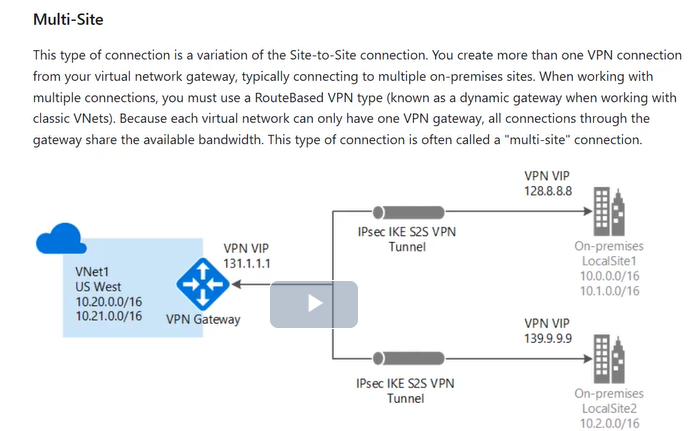 Multi-Site
This type of connection is a variation of the Site-to-Site connection. You create more than one VPN connection
from your virtual network gateway, typically connecting to multiple on-premises sites. When working with
multiple connections, you must use a RouteBased VPN type (known as a dynamic gateway when working with
classic VNets). Because each virtual network can only have one VPN gateway, all connections through the
gateway share the available bandwidth. This type of connection is often called a "multi-site" connection.
VPN VIP
128.8.8.8
IPsec IKE S2S VPN
Tunnel
On-premises
LocalSite1
10.0.0.0/16
10.1.0.0/16
VPN VIP
131.1.1.1
VNet1
US West
10.20.0.0/16
10.21.0.0/16
VPN Gateway
VPN VIP
139.9.9.9
IPsec IKE S2S VPN
Tunnel
On-premises
LocalSite2
10.2.0.0/16